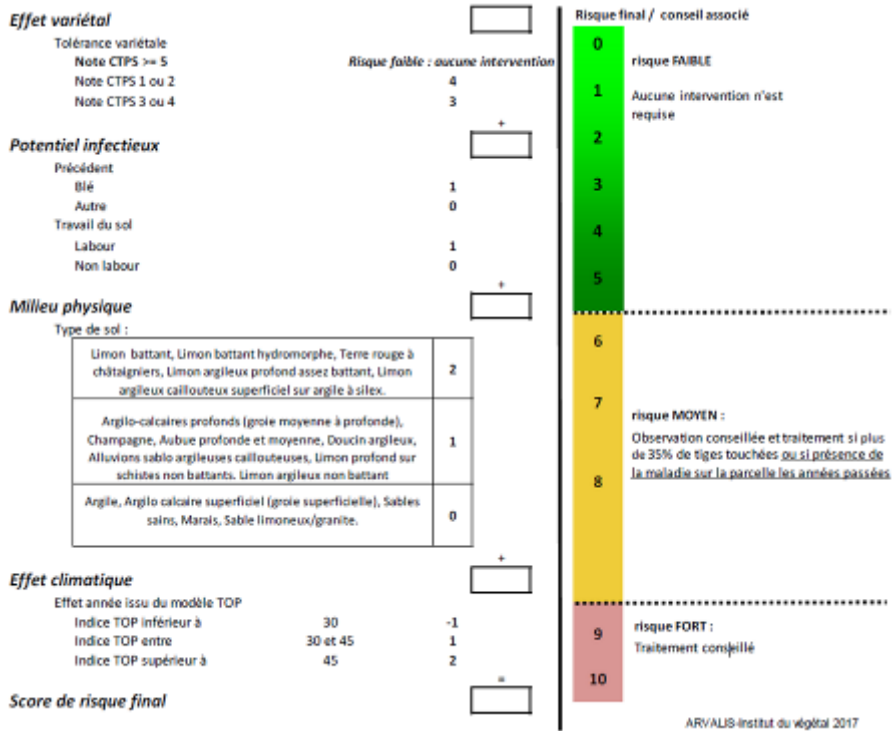 Effet variétal
Tolérance variétale
Note CTPS >= 5 Risque faible : aucune intervention
Note CTPS 1 ou 2 4
Note CTPS 3 ou 4 3
+
Potentiel infectieux
Précédent
Blé 1
Autre 0
Travail du sol
Labour 1
Non labour 0
+
Milieu physique
Type de sol :
Limon battant, Limon battant hydromorphe, Terre rouge à
châtaigniers, Limon argileux profond assez battant, Limon
argileux caillouteux superficiel sur argile à silex.
2
Argilo-calcaires profonds (groie moyenne à profonde),
Champagne, Aubue profonde et moyenne, Doucin argileux,
Alluvions sablo argileuses caillouteuses, Limon profond sur
schistes non battants. Limon argileux non battant
1
Argile, Argilo calcaire superficiel (groie superficielle), Sables
sains, Marais, Sable limoneux/granite.
0
+
Effet climatique
Effet année issu du modèle TOP
Indice TOP inférieur à 30 -1
Indice TOP entre 30 et 45 1
Indice TOP supérieur à 45 2
=
Score de risque final
Risque final / conseil associé
0
1
2
3
4
5
risque FAIBLE
Aucune intervention n'est
requise
6
7
8
risque MOYEN :
Observation conseillée et traitement si plus
de 35% de tiges touchées ou si présence de
la maladie sur la parcelle les années passées
9
10
risque FORT :
Traitement conseillé
ARVALIS-Institut du végétal 2017